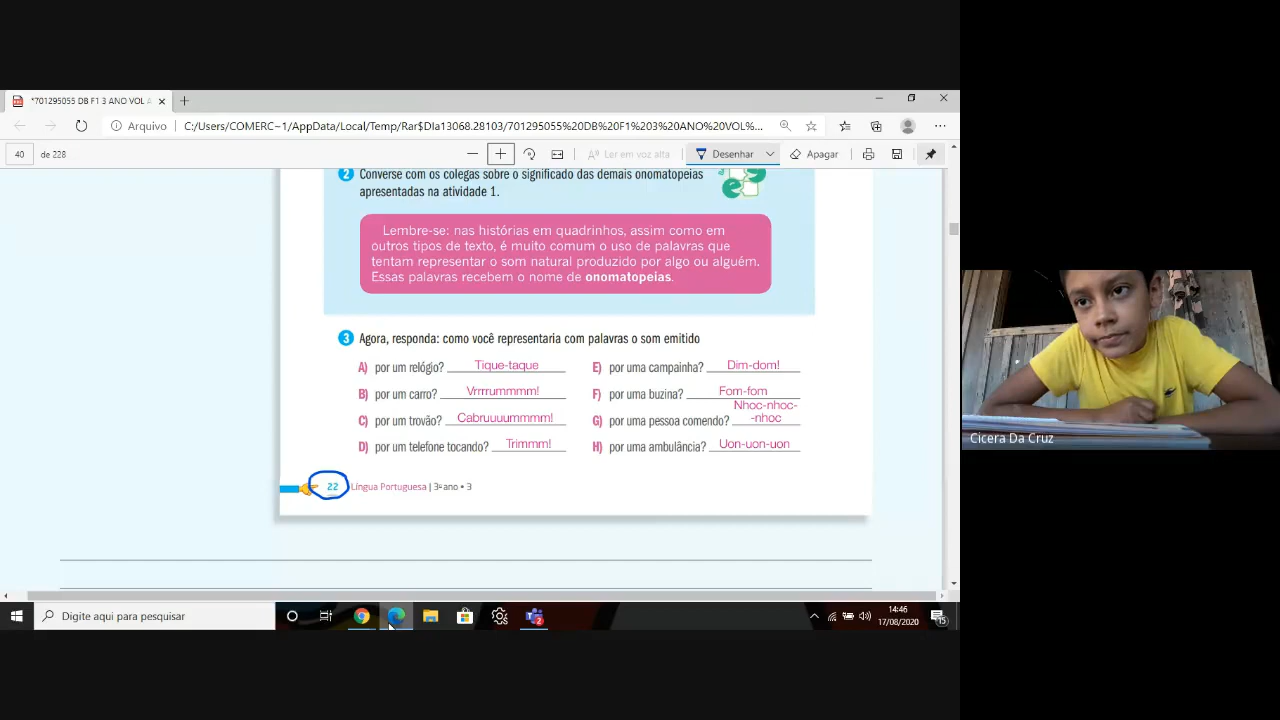 *701295055 DB F1 3 ANO VOL
Arquivo
C:/Users/COMERC~1/AppData/Local/Temp/Rar$DIa13068.28103/701295055%20DB%20F1%203%20ANO%20VOL%...
40 de 228
Ler em voz alta
Desenhar
Apagar
2 Converse com os colegas sobre o significado das demais onomatopeias
apresentadas na atividade 1.
Lembre-se: nas histórias em quadrinhos, assim como em
outros tipos de texto, é muito comum o uso de palavras que
tentam representar o som natural produzido por algo ou alguém.
Essas palavras recebem o nome de onomatopeias.
3 Agora, responda: como você representaria com palavras o som emitido
A) por um relógio? Tique-taque
B) por um carro? Vrrrrummmm!
C) por um trovão? Cabruuuummmm!
D) por um telefone tocando? Trimmm!
E) por uma campainha? Dim-dom!
F) por uma buzina? Fom-fom
Nhoc-nhoc-
G) por uma pessoa comendo? -nhoc
H) por uma ambulância? Uon-uon-uon
22 Língua Portuguesa | 3º ano • 3
Cicera Da Cruz
Digite aqui para pesquisar
2
14:46
17/08/2020
15